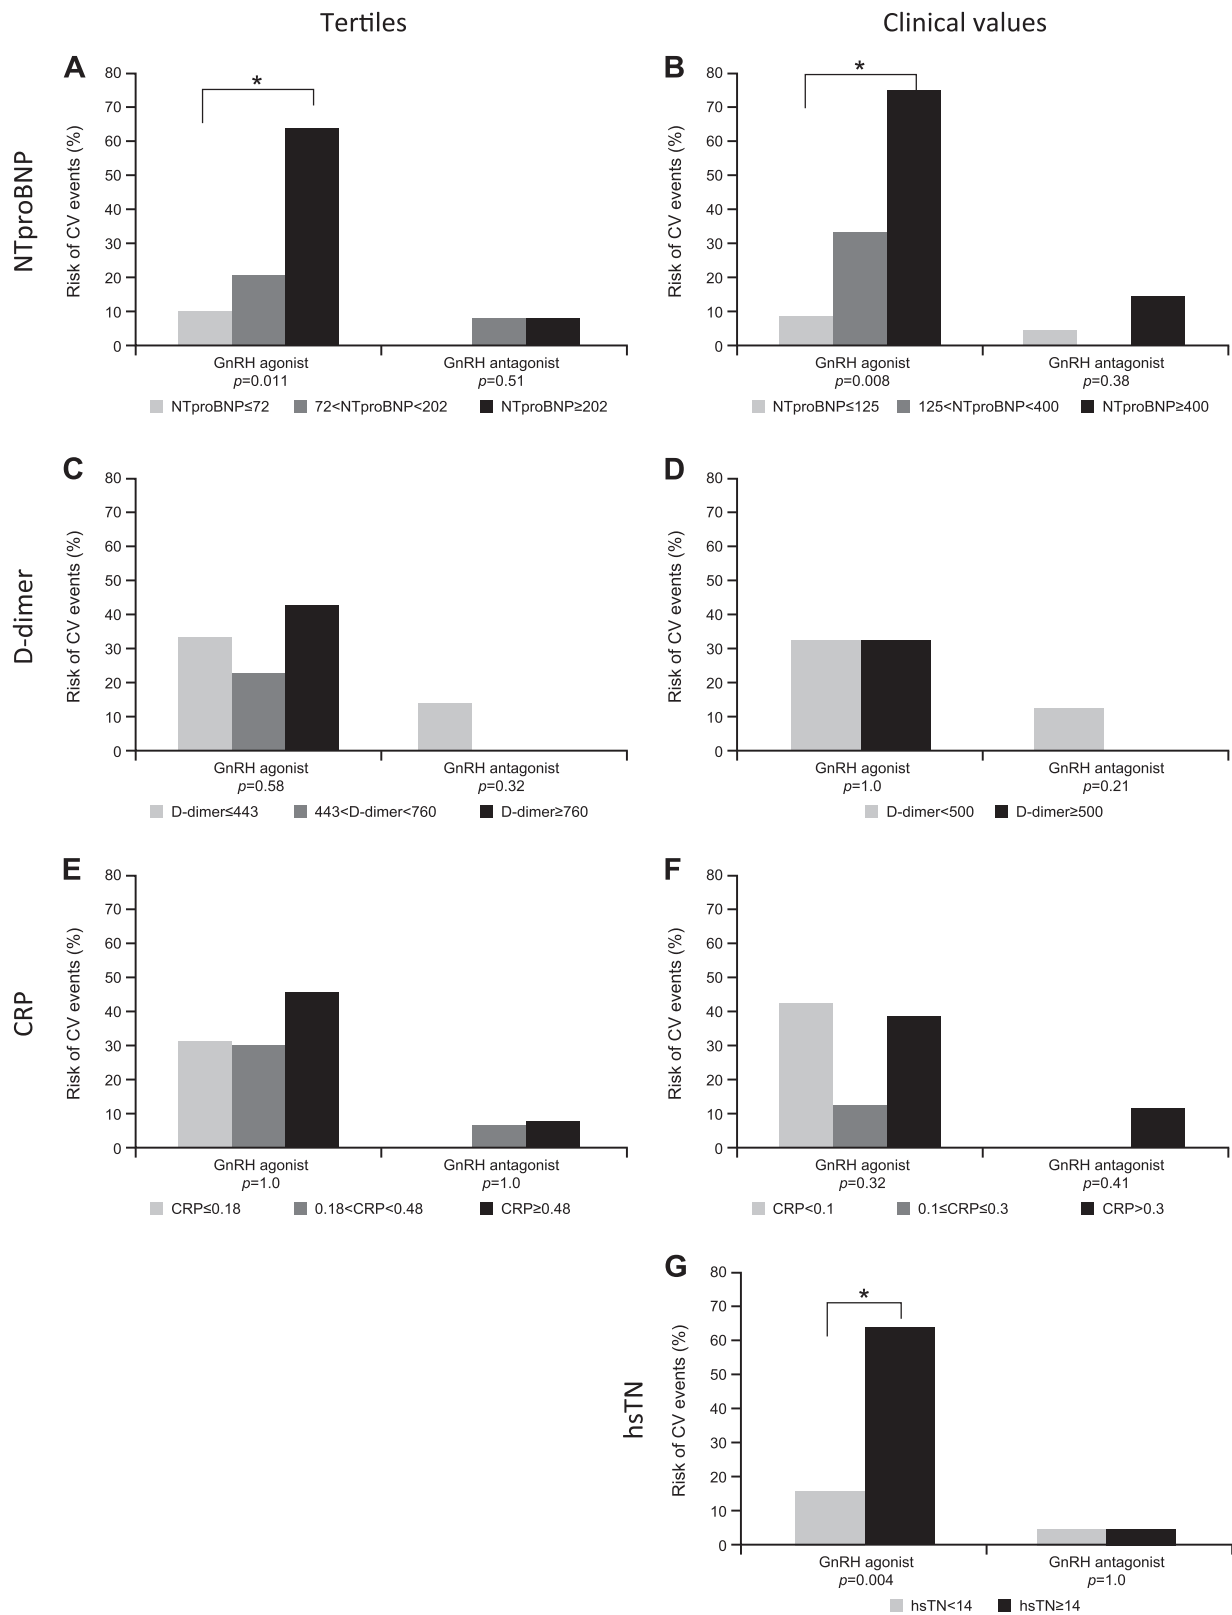 Tertiles
Clinical values
NTproBNP
A
*
Risk of CV events (%)
80
70
60
50
40
30
20
10
0
GnRH agonist
GnRH antagonist
p=0.011
p=0.51
NTproBNP≤72
72<NTproBNP<202
NTproBNP≥202
B
*
Risk of CV events (%)
80
70
60
50
40
30
20
10
0
GnRH agonist
GnRH antagonist
p=0.008
p=0.38
NTproBNP≤125
125<NTproBNP<400
NTproBNP≥400
D-dimer
C
Risk of CV events (%)
80
70
60
50
40
30
20
10
0
GnRH agonist
GnRH antagonist
p=0.58
p=0.32
D-dimer≤443
443<D-dimer<760
D-dimer≥760
D
Risk of CV events (%)
80
70
60
50
40
30
20
10
0
GnRH agonist
GnRH antagonist
p=1.0
p=0.21
D-dimer<500
D-dimer≥500
CRP
E
Risk of CV events (%)
80
70
60
50
40
30
20
10
0
GnRH agonist
GnRH antagonist
p=1.0
p=1.0
CRP≤0.18
0.18<CRP<0.48
CRP≥0.48
F
Risk of CV events (%)
80
70
60
50
40
30
20
10
0
GnRH agonist
GnRH antagonist
p=0.32
p=0.41
CRP<0.1
0.1≤CRP≤0.3
CRP>0.3
hsTN
G
*
Risk of CV events (%)
80
70
60
50
40
30
20
10
0
GnRH agonist
GnRH antagonist
p=0.004
p=1.0
hsTN<14
hsTN≥14